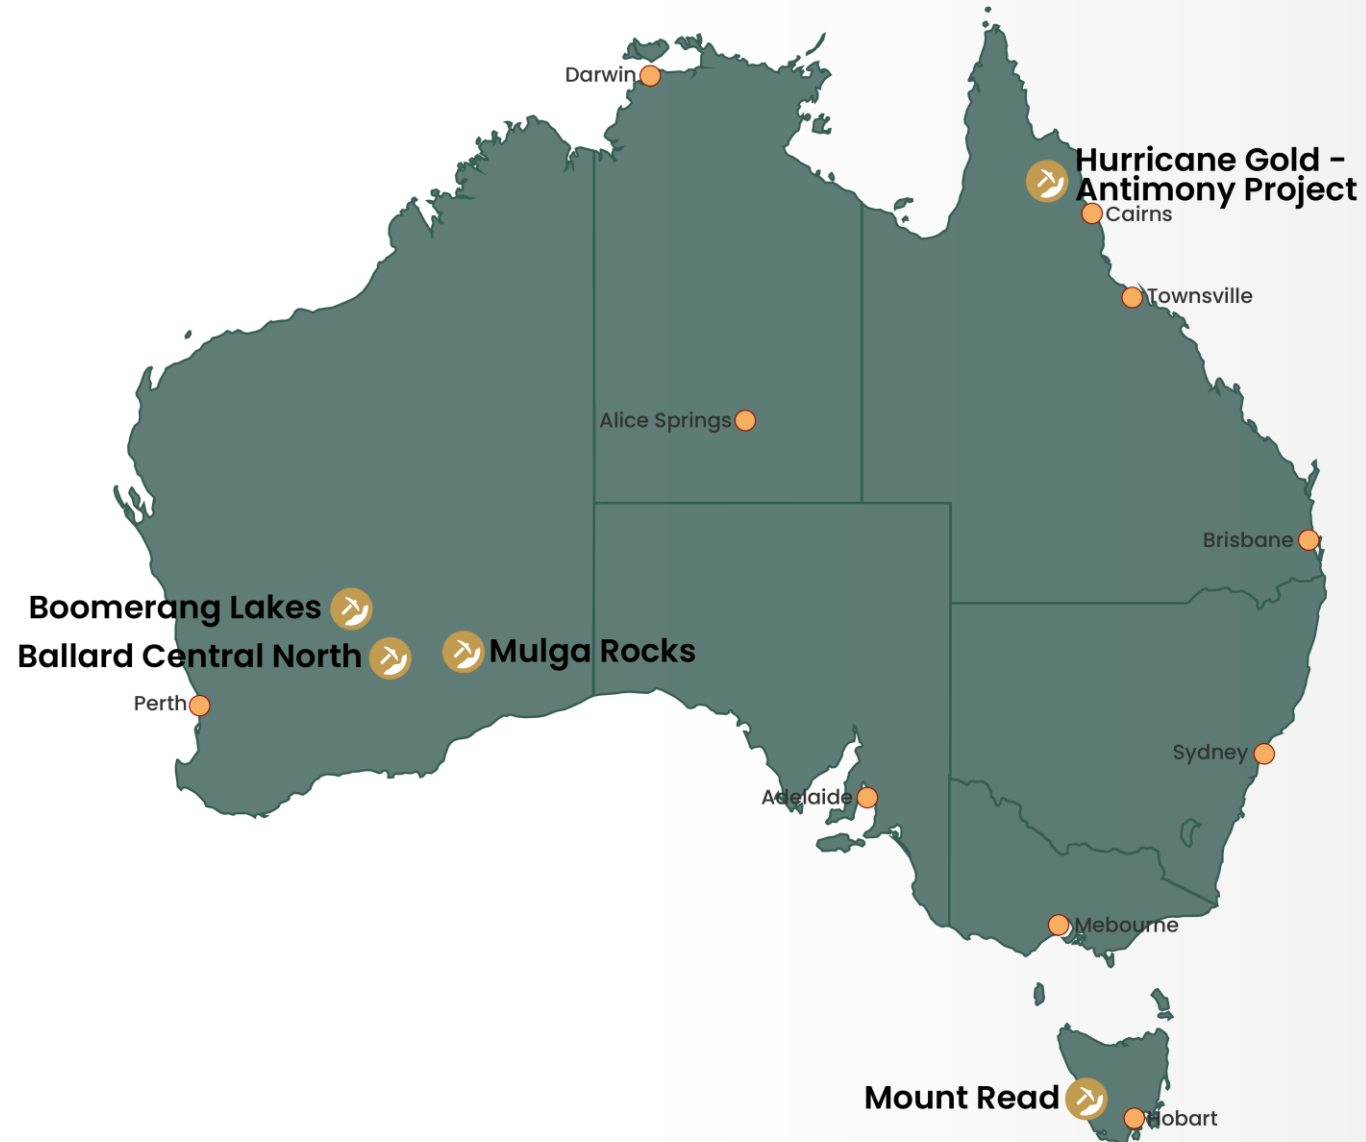 Darwin
Hurricane Gold -
Antimony Project
Cairns
Townsville
Alice Springs
Brisbane
Boomerang Lakes
Ballard Central North
Mulga Rocks
Perth
Sydney
Adelaide
Mebourne
Mount Read
Hobart